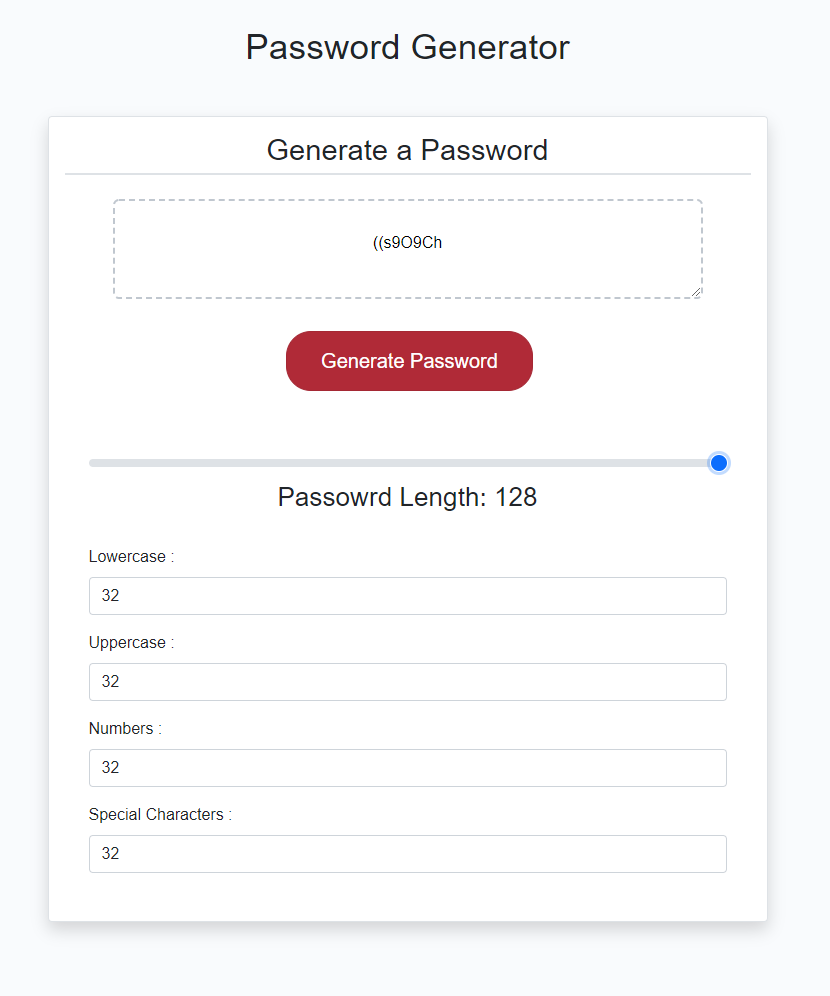 Password Generator
Generate a Password
((s9O9Ch
Generate Password
Passowrd Length: 128
Lowercase :
32
Uppercase :
32
Numbers :
32
Special Characters :
32